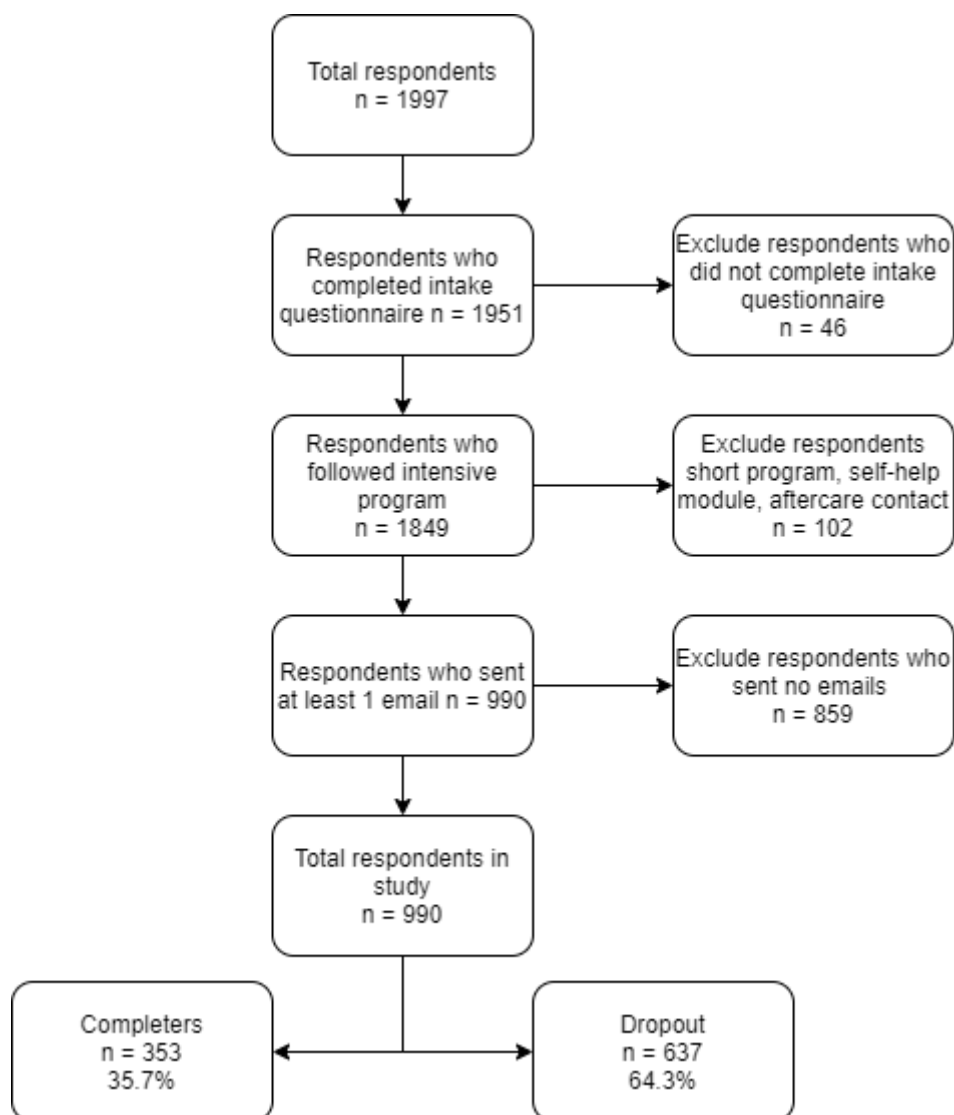 Total respondents
n = 1997
Respondents who
completed intake
questionnaire n = 1951
Exclude respondents who
did not complete intake
questionnaire
n = 46
Respondents who
followed intensive
program
n = 1849
Exclude respondents
short program, self-help
module, aftercare contact
n = 102
Respondents who sent
at least 1 email n = 990
Exclude respondents who
sent no emails
n = 859
Total respondents in
study
n = 990
Completers
n = 353
35.7%
Dropout
n = 637
64.3%